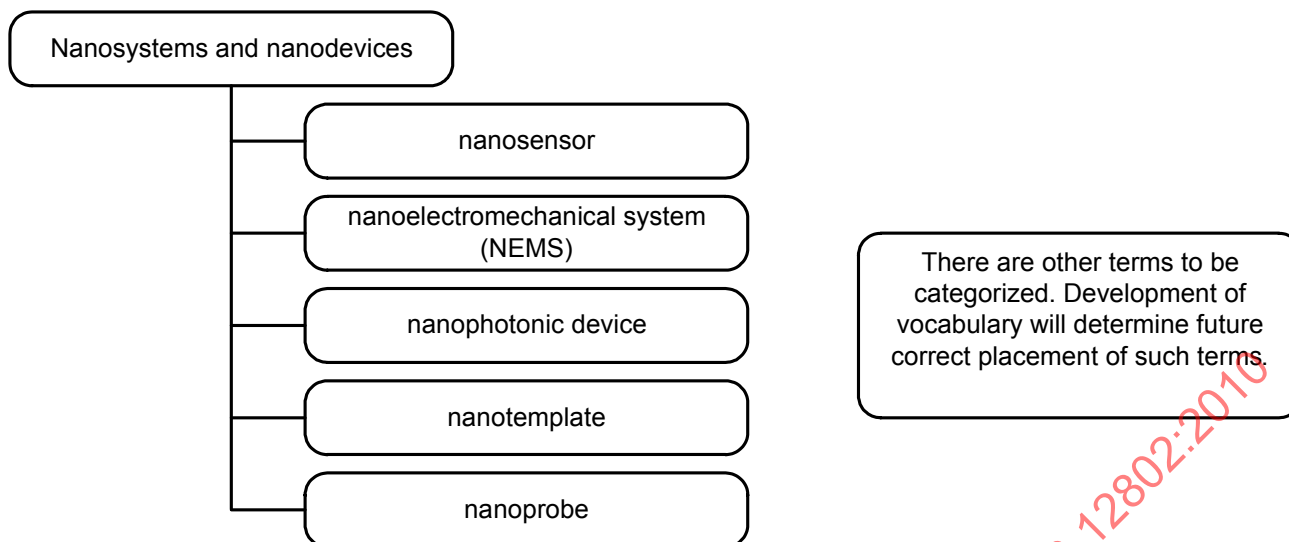 Nanosystems and nanodevices
nanosensor
nanoelectromechanical system
(NEMS)
nanophotonic device
nanotemplate
nanoprobe
There are other terms to be
categorized. Development of
vocabulary will determine future
correct placement of such terms.
12802:2010